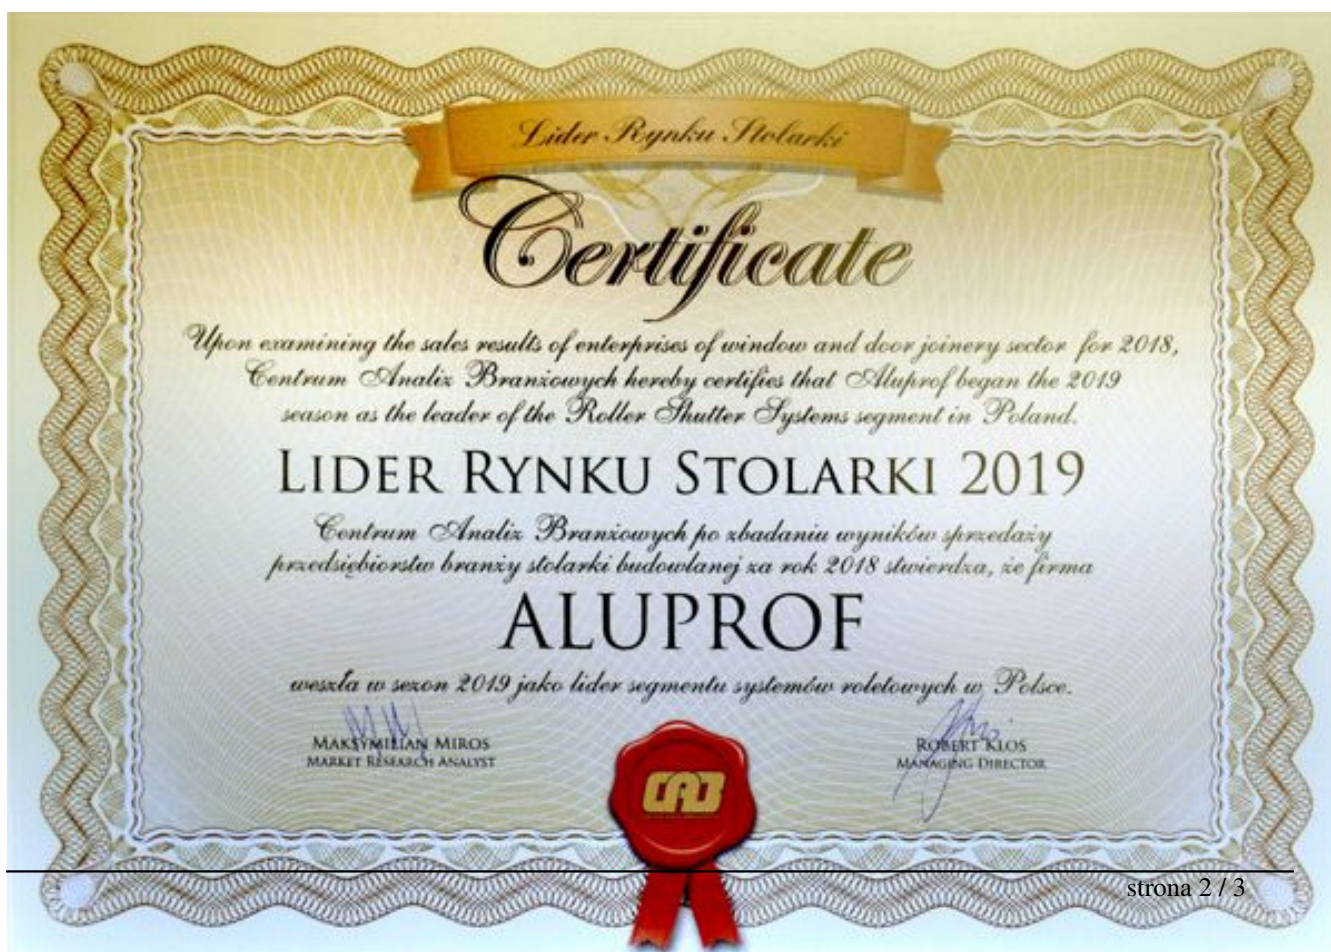 Lider Rynku Stolarki
Certificate
Upon examining the sales results of enterprises of window and door joinery sector for 2018,
Centrum Analiz Branżowych hereby certifies that Aluprof began the 2019
season as the leader of the Roller Shutter Systems segment in Poland.
LIDER RYNKU STOLARKI 2019
Centrum Analiz Branżowych po zbadaniu wyników sprzedaży
przedsiębiorstw branży stolarki budowlanej za rok 2018 stwierdza, że firma
ALUPROF
weszła w sezon 2019 jako lider segmentu systemów roletowych w Polsce.
MAKSYMILIAN MIROS
MARKET RESEARCH ANALYST
ROBERT KLOS
MANAGING DIRECTOR
CAB
strona 2 / 3